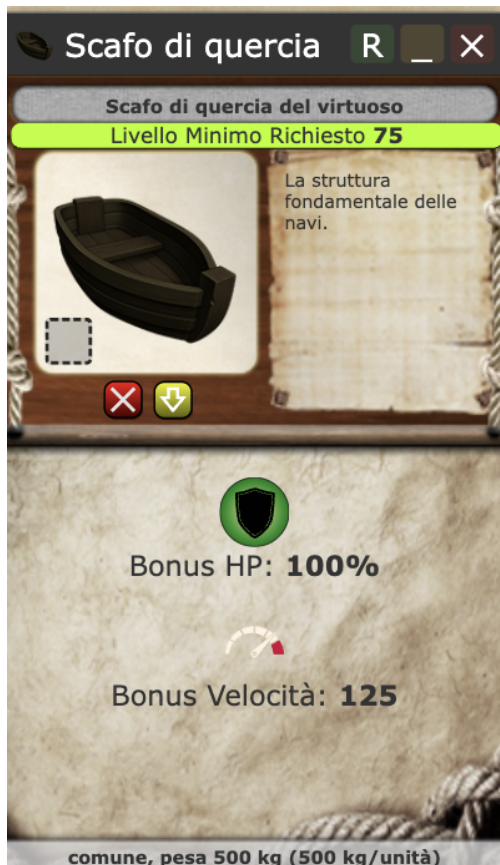 Scafo di quercia R _ X
Scafo di quercia del virtuoso
Livello Minimo Richiesto 75
La struttura
fondamentale delle
navi.
Bonus HP: 100%
Bonus Velocità: 125
comune, pesa 500 kg (500 kg/unità)